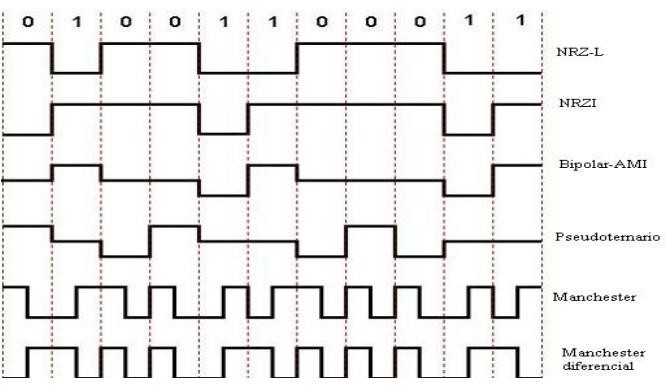 0 1 0 0 1 1 0 0 0 1 1
NRZ-L
NRZI
Bipolar-AMI
Pseudoternario
Manchester
Manchester
diferencial